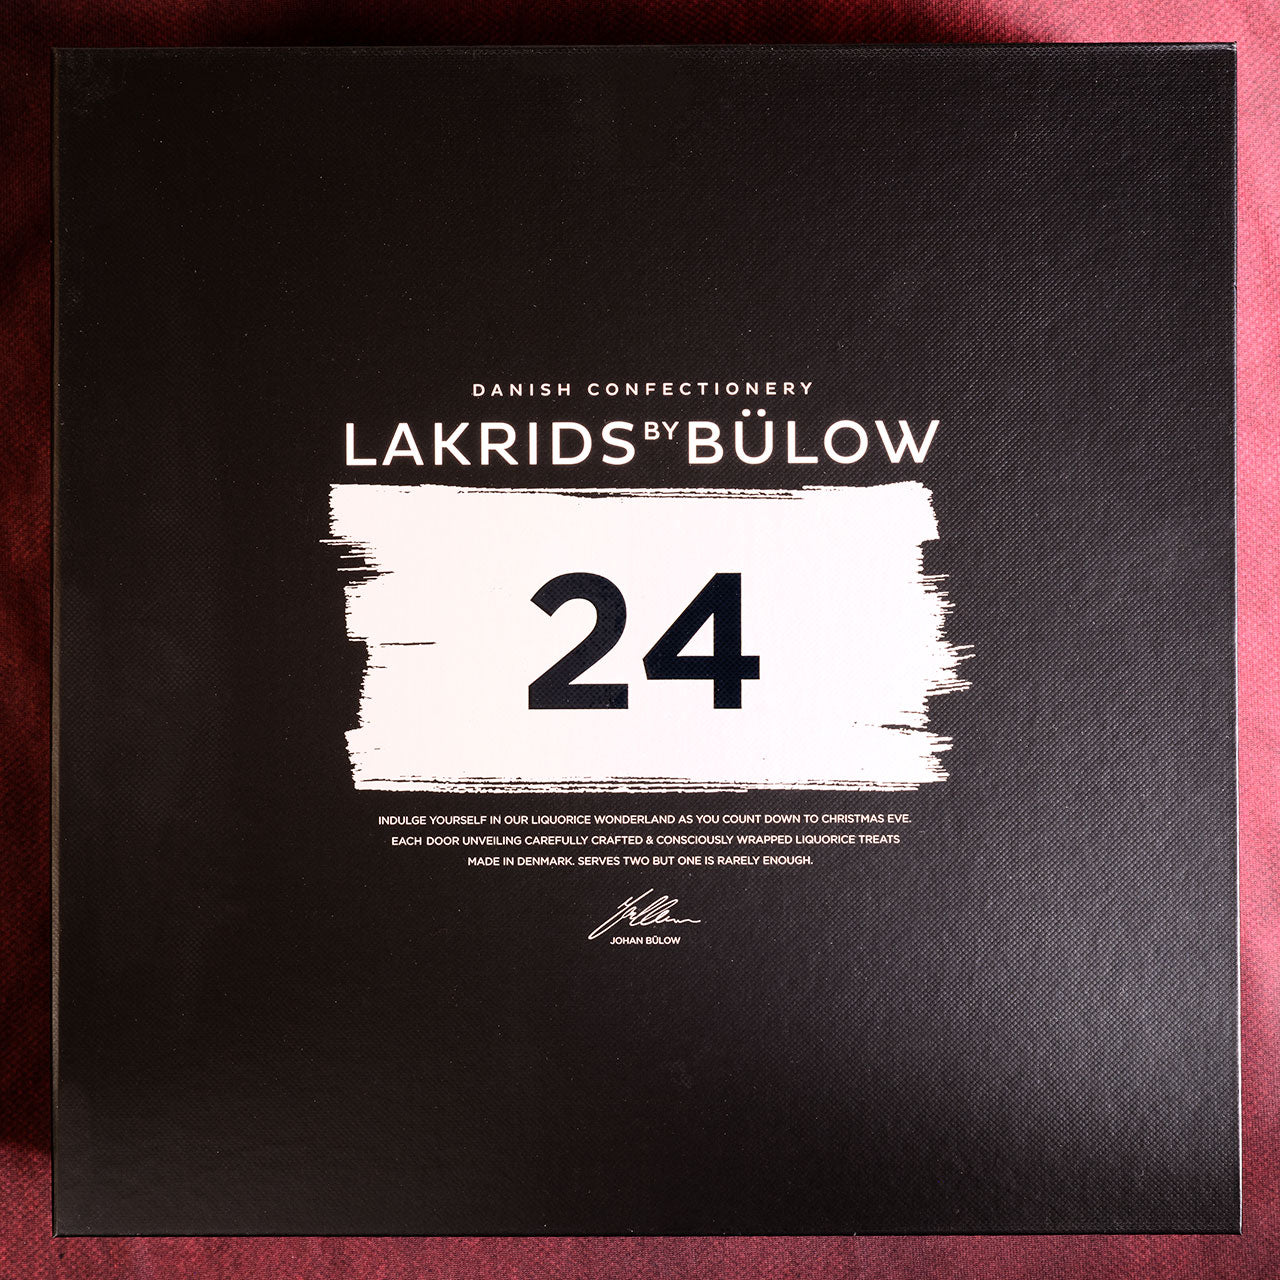 DANISH CONFECTIONERY
LAKRIDS BY BÜLOW
24
INDULGE YOURSELF IN OUR LIQUORICE WONDERLAND AS YOU COUNT DOWN TO CHRISTMAS EVE.
EACH DOOR UNVEILING CAREFULLY CRAFTED & CONSCIOUSLY WRAPPED LIQUORICE TREATS
MADE IN DENMARK. SERVES TWO BUT ONE IS RARELY ENOUGH.
JOHAN BÜLOW